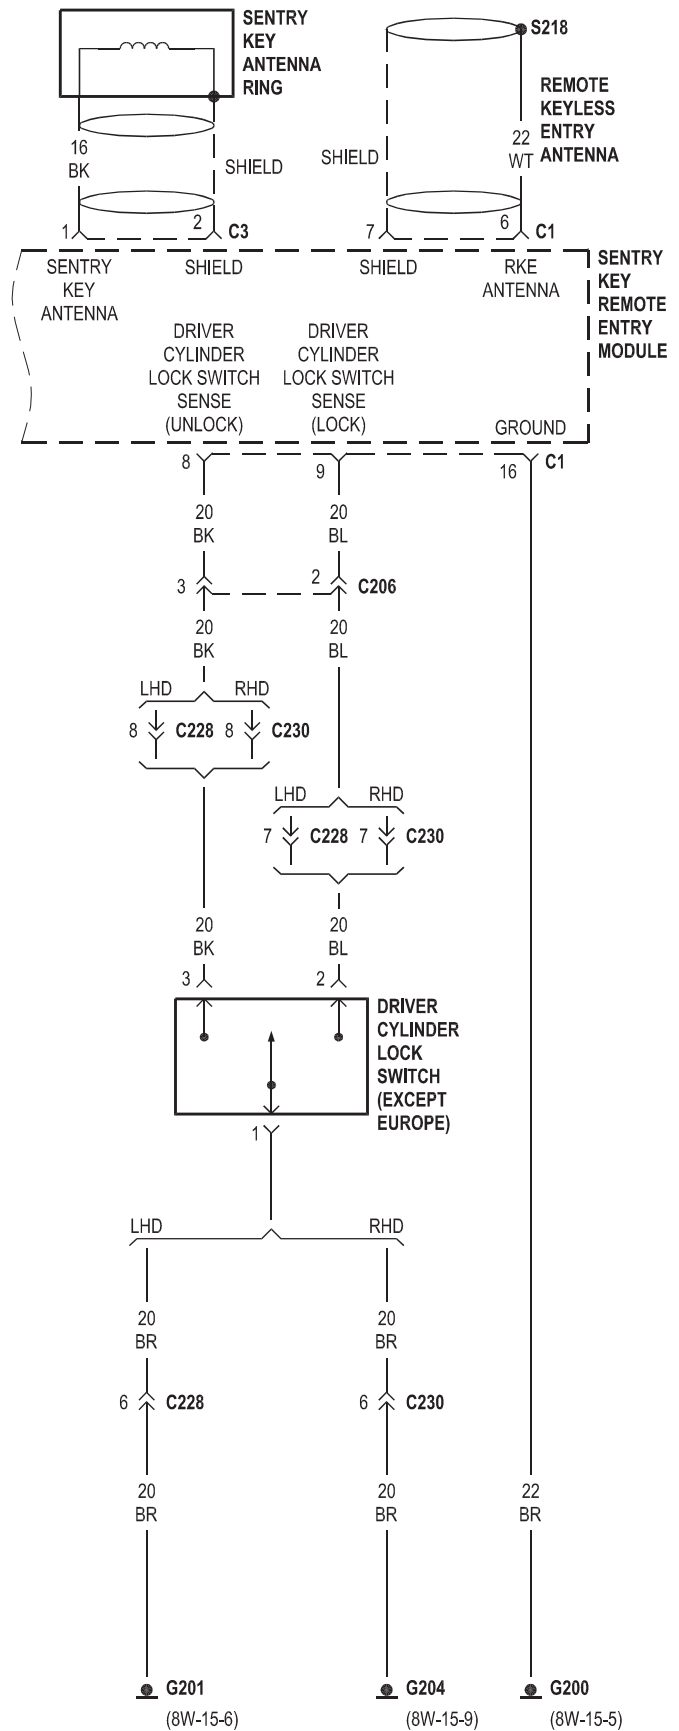 SENTRY
KEY
ANTENNA
RING
S218
REMOTE
KEYLESS
ENTRY
ANTENNA
16
BK
SHIELD
SHIELD
22
WT
1
2
C3
7
6
C1
SENTRY
KEY
ANTENNA
SHIELD
SHIELD
RKE
ANTENNA
SENTRY
KEY
REMOTE
ENTRY
MODULE
DRIVER
CYLINDER
LOCK SWITCH
SENSE
(UNLOCK)
DRIVER
CYLINDER
LOCK SWITCH
SENSE
(LOCK)
GROUND
8
9
16
C1
20
BK
20
BL
3
2
C206
20
BK
20
BL
LHD
RHD
8
C228
8
C230
LHD
RHD
7
C228
7
C230
20
BK
20
BL
3
2
DRIVER
CYLINDER
LOCK
SWITCH
(EXCEPT
EUROPE)
1
LHD
RHD
20
BR
20
BR
6
C228
6
C230
20
BR
20
BR
22
BR
G201
(8W-15-6)
G204
(8W-15-9)
G200
(8W-15-5)